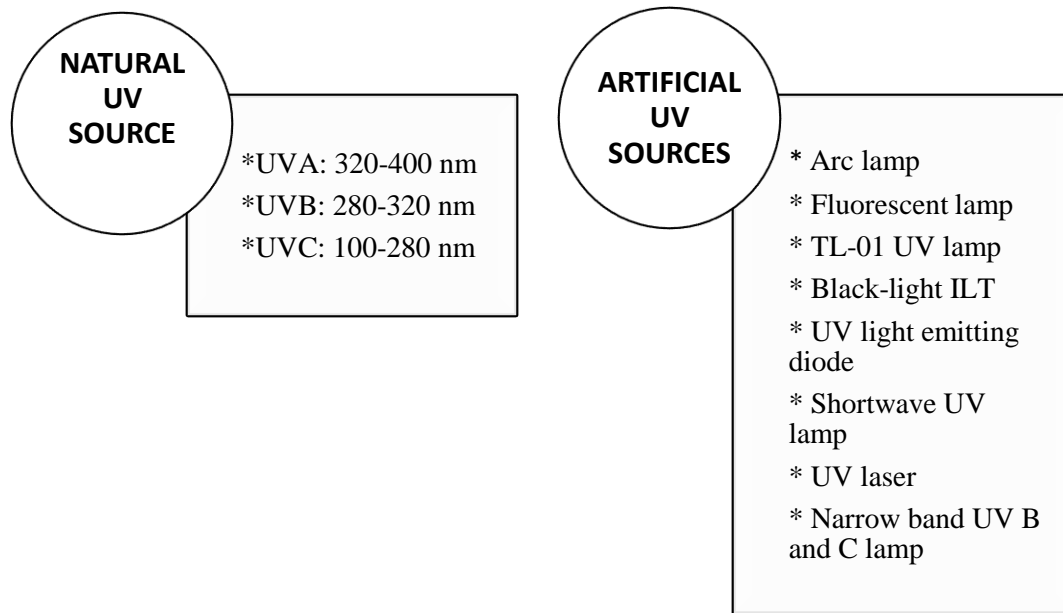 NATURAL
UV
SOURCE
*UVA: 320-400 nm
*UVB: 280-320 nm
*UVC: 100-280 nm
ARTIFICIAL
UV
SOURCES
* Arc lamp
* Fluorescent lamp
* TL-01 UV lamp
* Black-light ILT
* UV light emitting
diode
* Shortwave UV
lamp
* UV laser
* Narrow band UV B
and C lamp